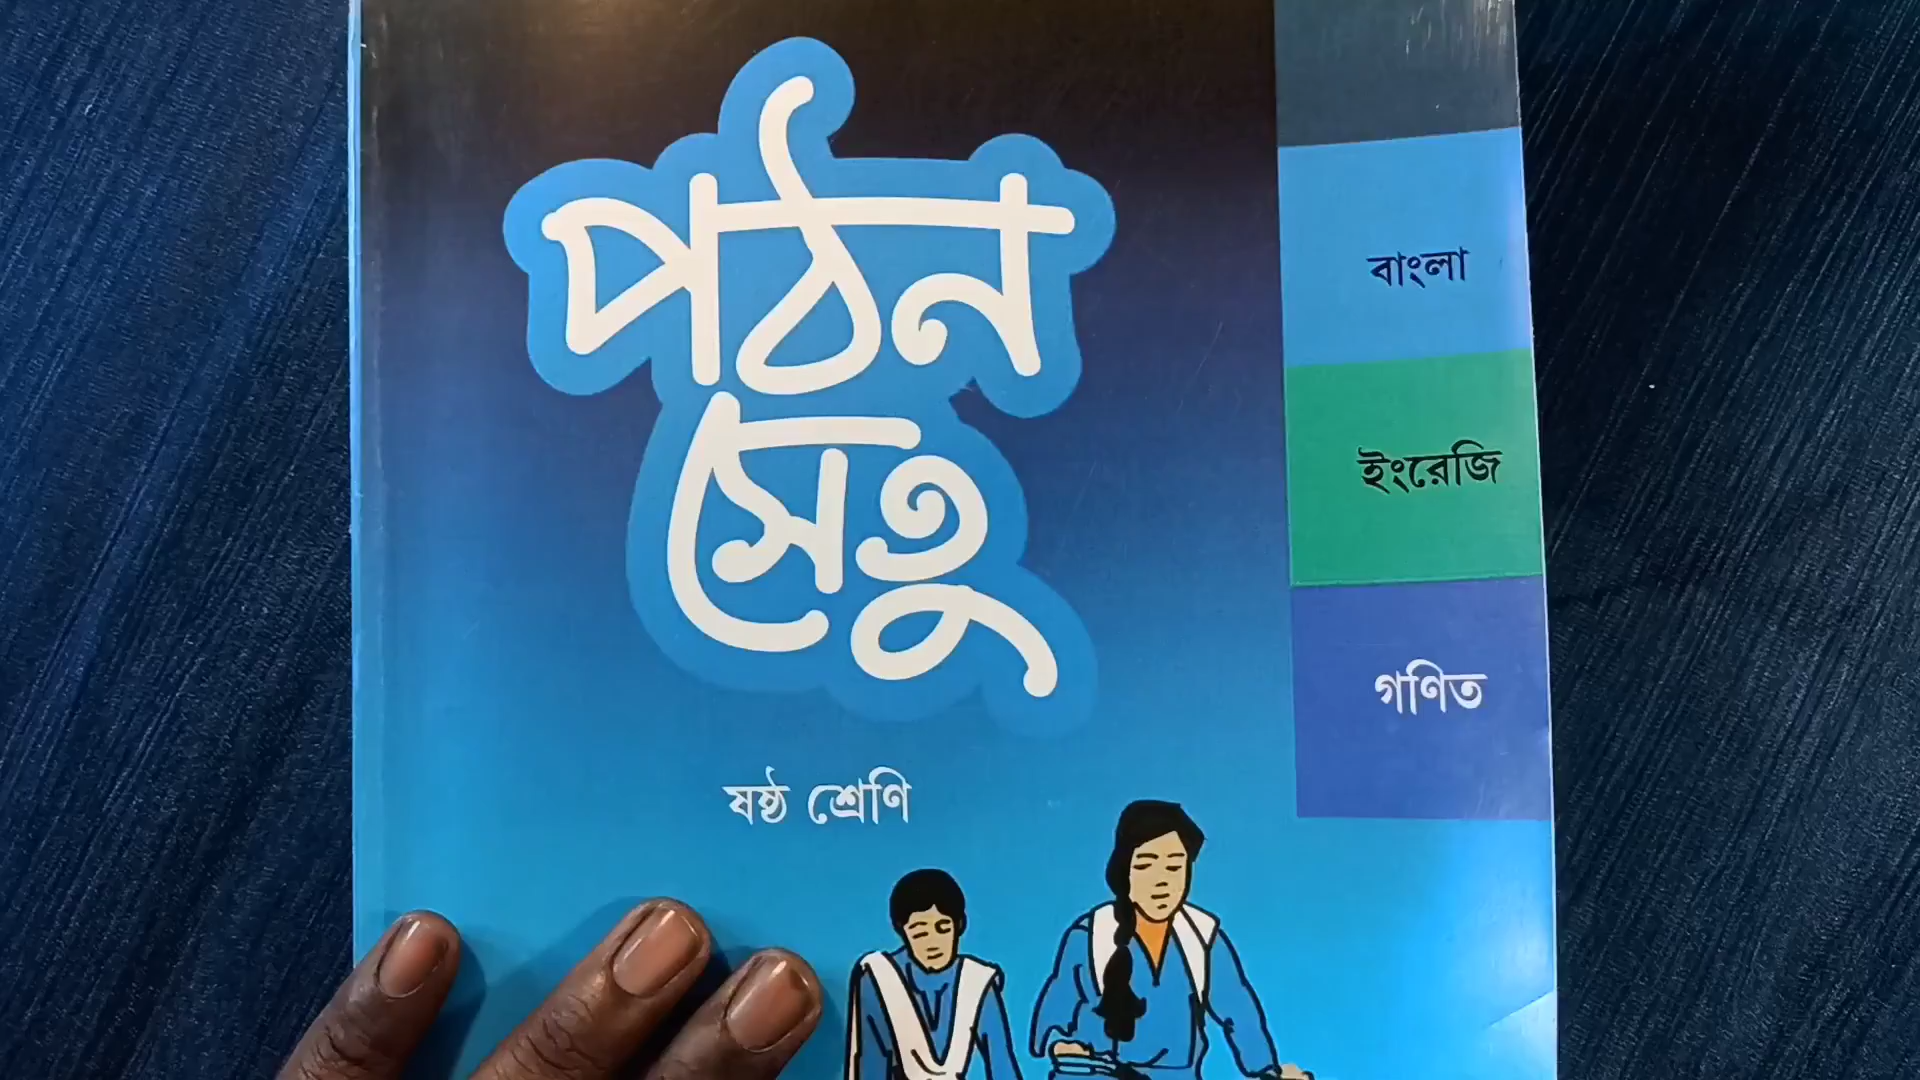 পঠন
সেতু
ষষ্ঠ শ্রেণি
বাংলা
ইংরেজি
গণিত